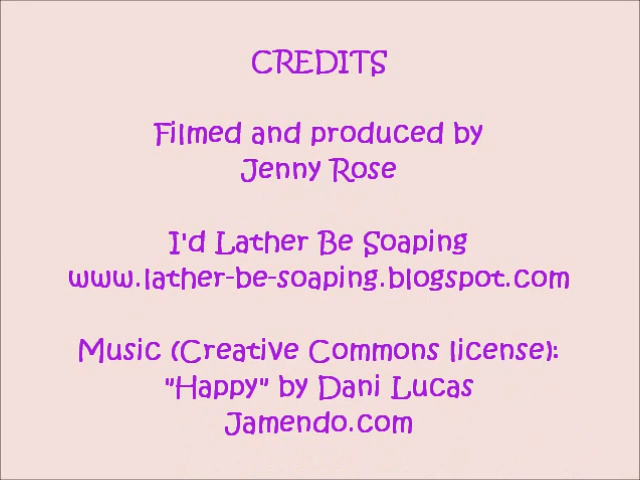 CREDITS
Filmed and produced by
Jenny Rose
I'd Lather Be Soaping
www.lather-be-soaping.blogspot.com
Music (Creative Commons license):
"Happy" by Dani Lucas
Jamendo.com